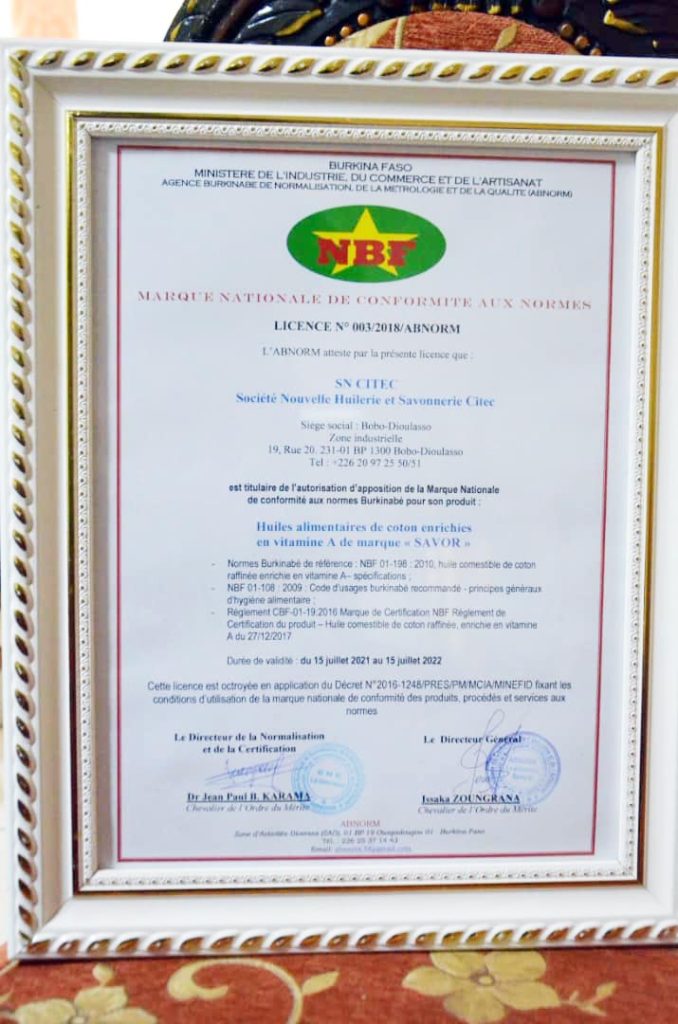 BURKINA FASO
MINISTERE DE L'INDUSTRIE, DU COMMERCE ET DE L'ARTISANAT
AGENCE BURKINABE DE NORMALISATION, DE LA METROLOGIE ET DE LA QUALITE (ABNORM)
NBF
MARQUE NATIONALE DE CONFORMITE AUX NORMES
LICENCE N° 003/2018/ABNORM
L'ABNORM atteste par la présente licence que :
SN CITEC
Société Nouvelle Huilerie et Savonnerie Citec
Siège social : Bobo-Dioulasso
Zone industrielle
19, Rue 20. 231-01 BP 1300 Bobo-Dioulasso
Tel : +226 20 97 25 50/51
est titulaire de l'autorisation d'apposition de la Marque Nationale
de conformité aux normes Burkinabé pour son produit :
Huiles alimentaires de coton enrichies
en vitamine A de marque « SAVOR »
- Normes Burkinabé de référence : NBF 01-198 : 2010, huile comestible de coton
raffinée enrichie en vitamine A– spécifications ;
- NBF 01-108 : 2009 : Code d'usages burkinabé recommandé - principes généraux
d'hygiène alimentaire ;
- Règlement CBF-01-19:2016 Marque de Certification NBF Règlement de
Certification du produit – Huile comestible de coton raffinée, enrichie en vitamine
A du 27/12/2017
Durée de validité : du 15 juillet 2021 au 15 juillet 2022
Cette licence est octroyée en application du Décret N°2016-1248/PRES/PM/MCIA/MINEFID fixant les
conditions d'utilisation de la marque nationale de conformité des produits, procédés et services aux
normes
Le Directeur de la Normalisation
et de la Certification
Le Directeur Général
Dr Jean Paul B. KARAMA
Chevalier de l'Ordre du Mérite
Issaka ZOUNGRANA
Chevalier de l'Ordre du Mérite
ABNORM
01 BP 19 Ouagadougou 01 - Burkina Faso
Email: